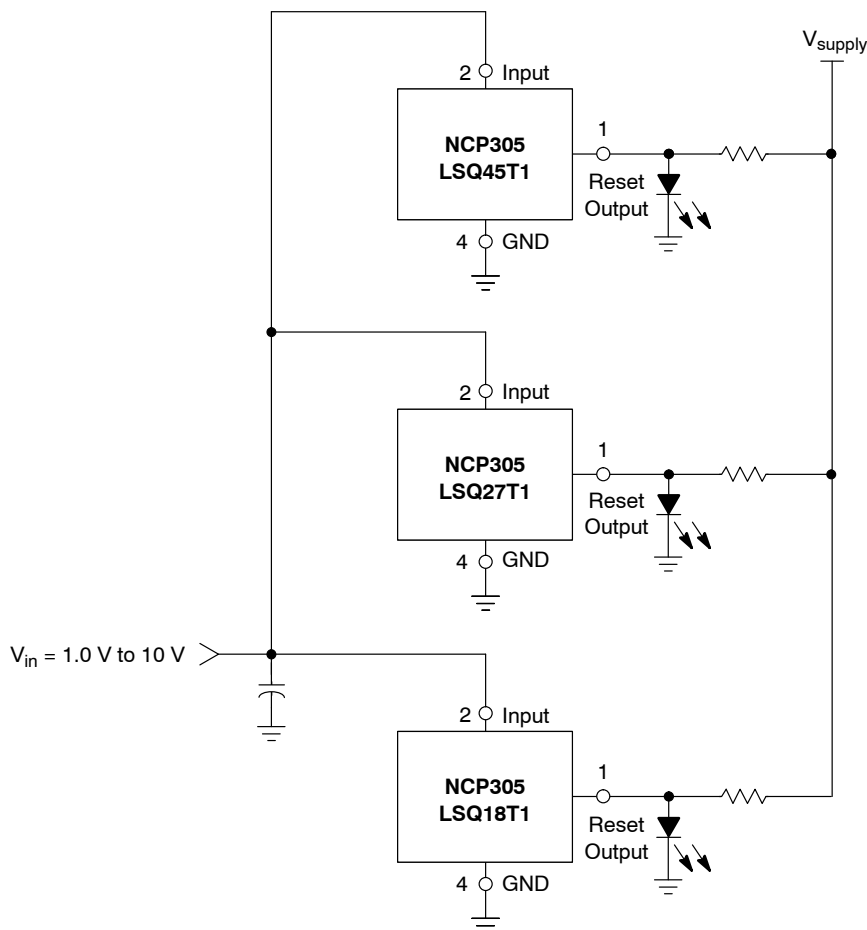 V_supply
2 Input
NCP305
LSQ45T1
1
Reset
Output
4 GND
2 Input
NCP305
LSQ27T1
1
Reset
Output
4 GND
V_in = 1.0 V to 10 V
2 Input
NCP305
LSQ18T1
1
Reset
Output
4 GND